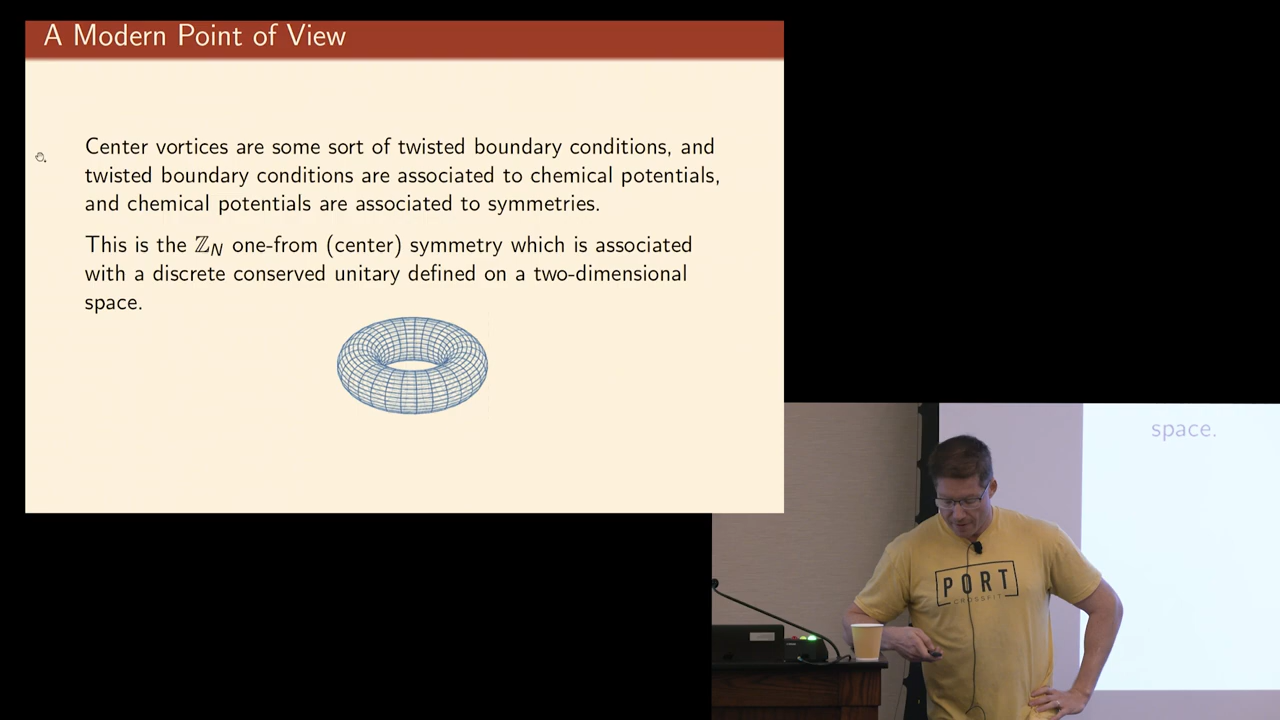 A Modern Point of View
Center vortices are some sort of twisted boundary conditions, and
twisted boundary conditions are associated to chemical potentials,
and chemical potentials are associated to symmetries.
This is the ℤ_N one-from (center) symmetry which is associated
with a discrete conserved unitary defined on a two-dimensional
space.
space.
PORT
CROSSFIT